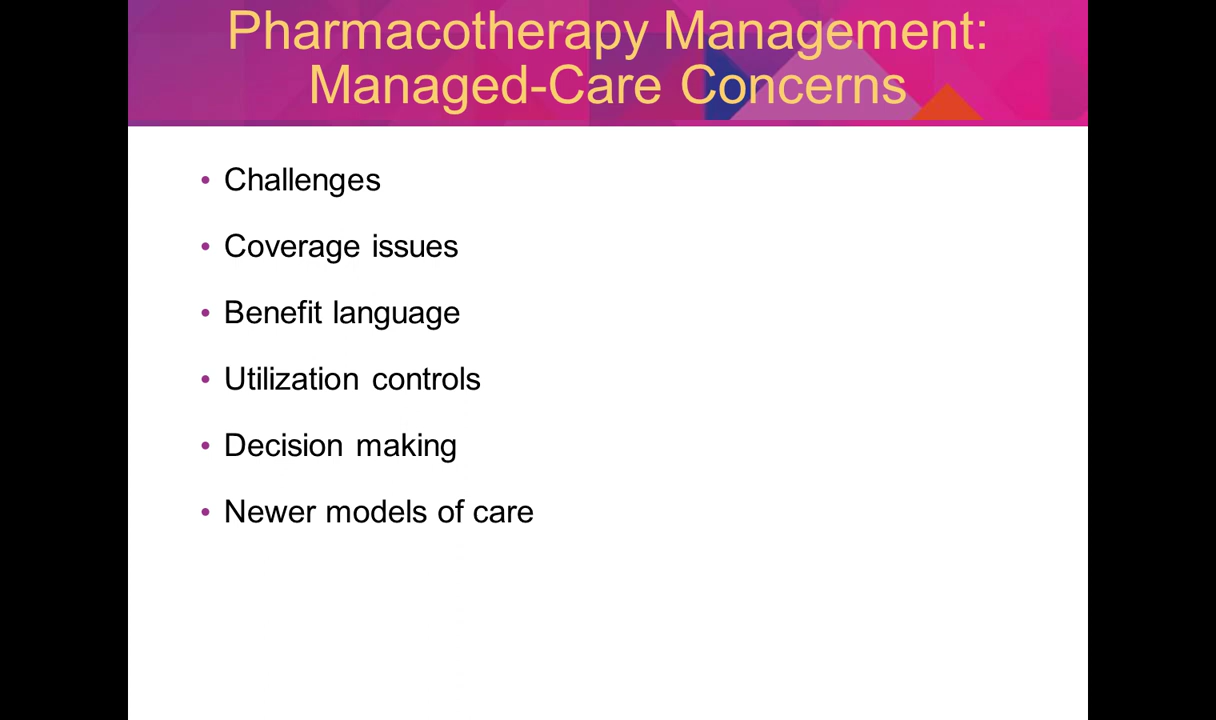 Pharmacotherapy Management:
Managed-Care Concerns
• Challenges
• Coverage issues
• Benefit language
• Utilization controls
• Decision making
• Newer models of care